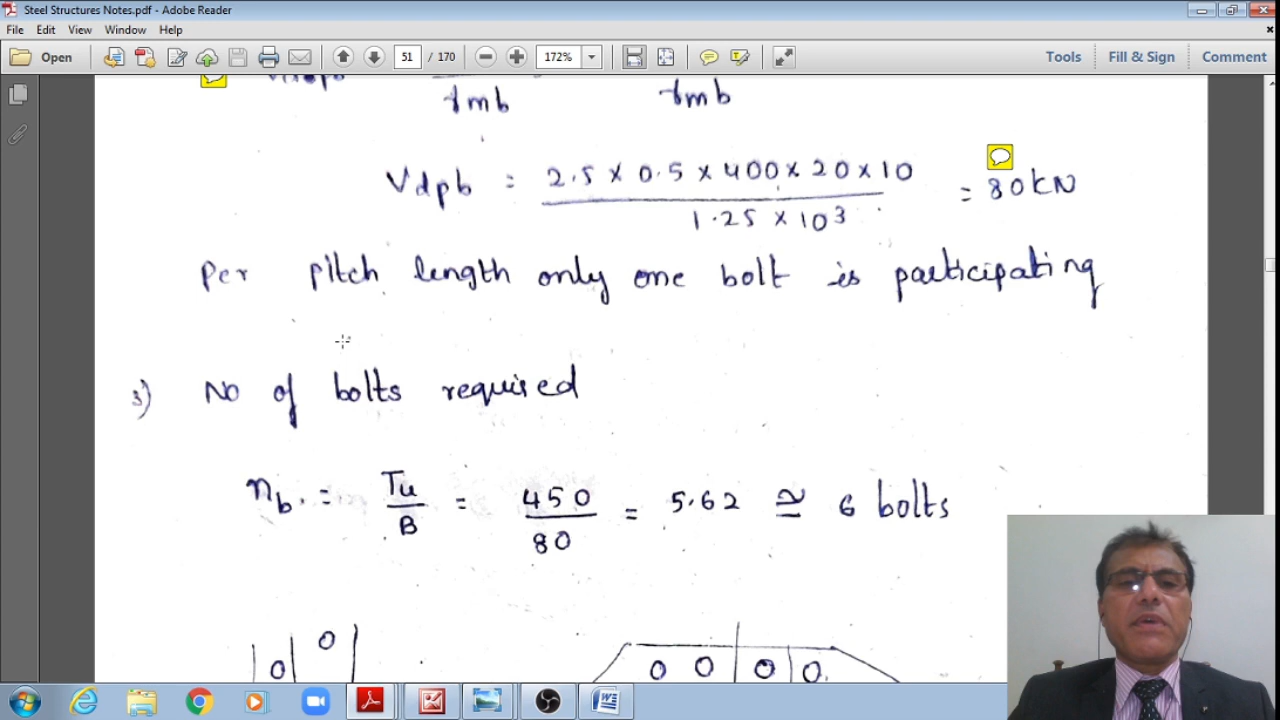 Steel Structures Notes.pdf - Adobe Reader
File Edit View Window Help
Open 51 / 170 172% Tools Fill & Sign Comment
γmb γmb
Vdpb = 2.5 × 0.5 × 400 × 20 × 10 = 80 kN
1.25 × 10³
Per pitch length only one bolt is participating
3) No of bolts required
nb = Tu = 450 = 5.62 ≅ 6 bolts
B 80